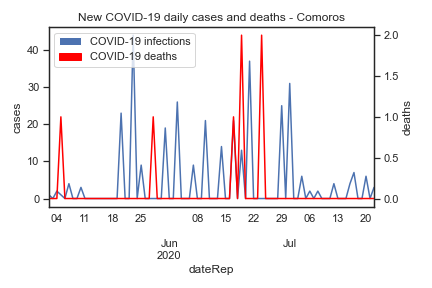 New COVID-19 daily cases and deaths - Comoros
COVID-19 infections
COVID-19 deaths
cases
40
30
20
10
0
deaths
2.0
1.5
1.0
0.5
0.0
04 11 18 25 08 15 22 29 06 13 20
Jun Jul
2020
dateRep